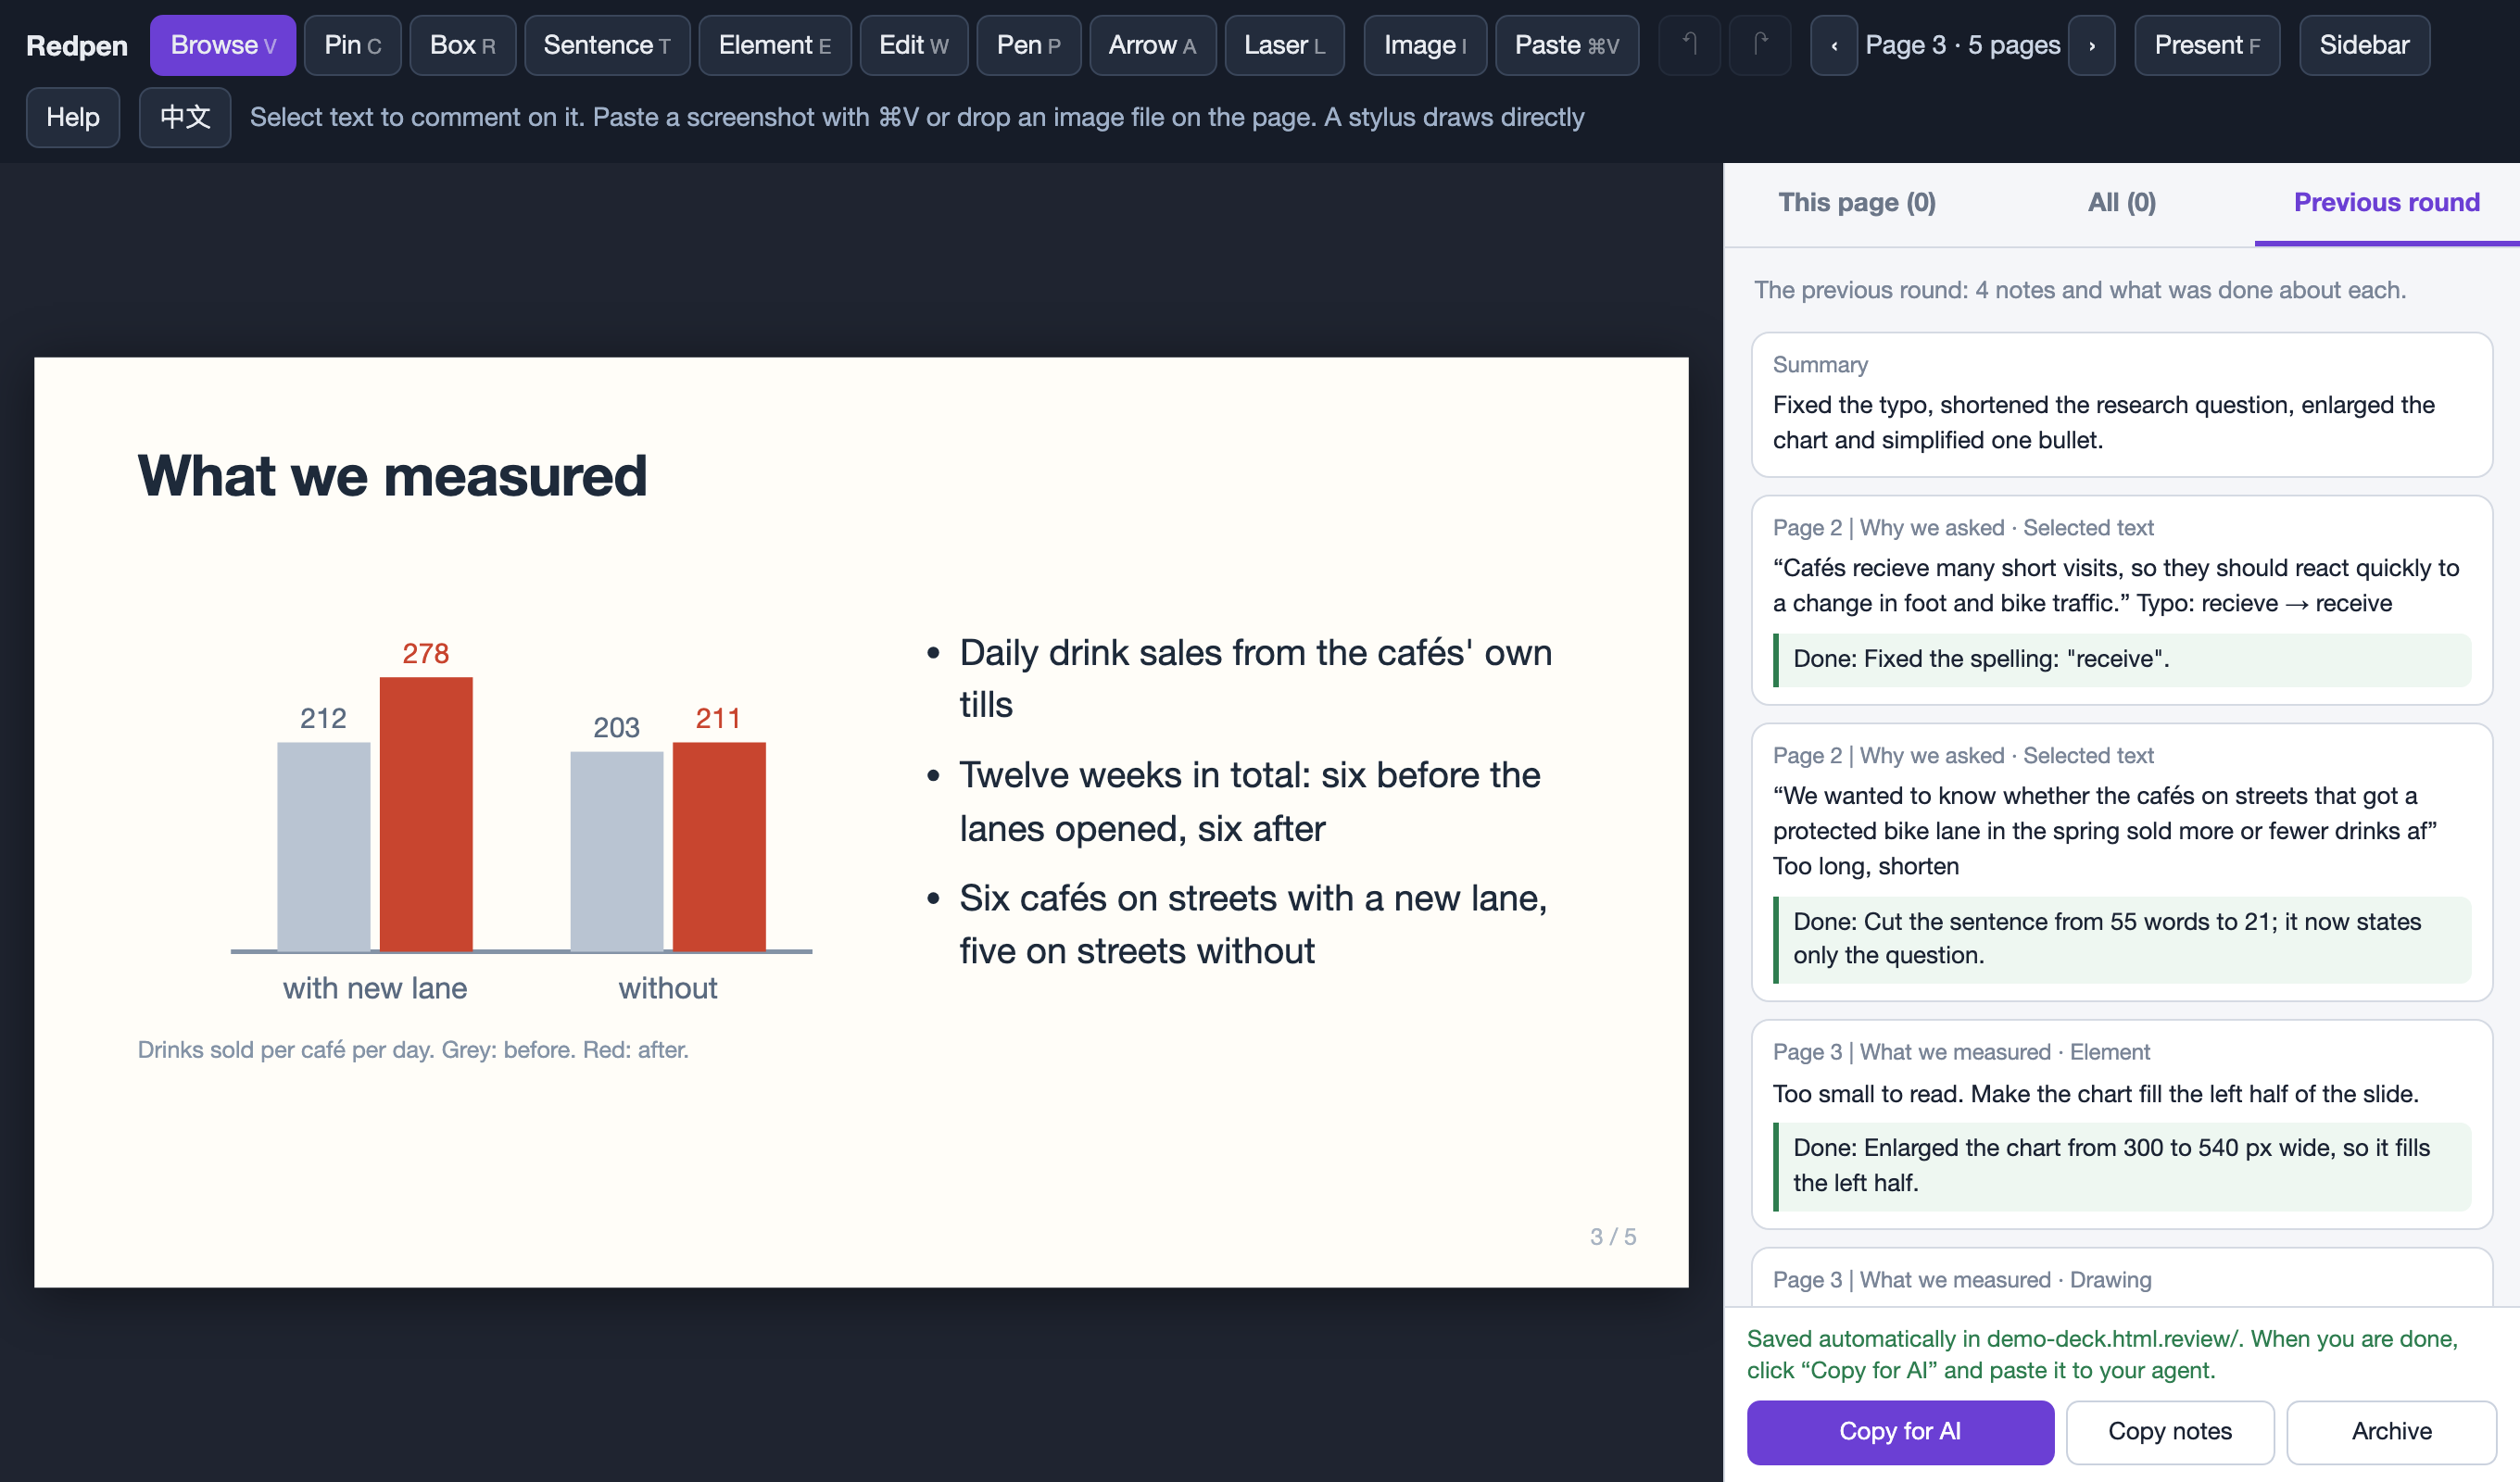 Redpen Browse V Pin C Box R Sentence T Element E Edit W Pen P Arrow A Laser L Image I Paste ⌘V ‹ Page 3 · 5 pages › Present F Sidebar
Help 中文 Select text to comment on it. Paste a screenshot with ⌘V or drop an image file on the page. A stylus draws directly
What we measured
278
212
203
211
with new lane without
Drinks sold per café per day. Grey: before. Red: after.
• Daily drink sales from the cafés' own
tills
• Twelve weeks in total: six before the
lanes opened, six after
• Six cafés on streets with a new lane,
five on streets without
3 / 5
This page (0) All (0) Previous round
The previous round: 4 notes and what was done about each.
Summary
Fixed the typo, shortened the research question, enlarged the
chart and simplified one bullet.
Page 2 | Why we asked · Selected text
“Cafés recieve many short visits, so they should react quickly to
a change in foot and bike traffic.” Typo: recieve → receive
Done: Fixed the spelling: "receive".
Page 2 | Why we asked · Selected text
“We wanted to know whether the cafés on streets that got a
protected bike lane in the spring sold more or fewer drinks af”
Too long, shorten
Done: Cut the sentence from 55 words to 21; it now states
only the question.
Page 3 | What we measured · Element
Too small to read. Make the chart fill the left half of the slide.
Done: Enlarged the chart from 300 to 540 px wide, so it fills
the left half.
Page 3 | What we measured · Drawing
Saved automatically in demo-deck.html.review/. When you are done,
click “Copy for AI” and paste it to your agent.
Copy for AI Copy notes Archive